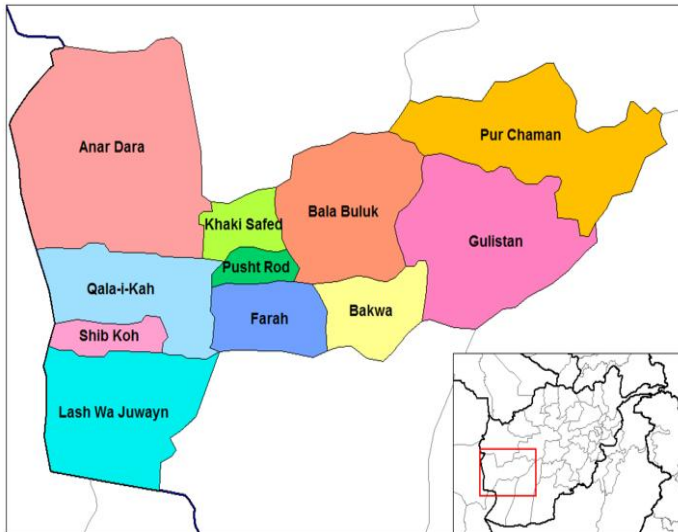 Pur Chaman
Anar Dara
Bala Buluk
Khaki Safed
Gulistan
Pusht Rod
Qala-i-Kah
Farah
Bakwa
Shib Koh
Lash Wa Juwayn